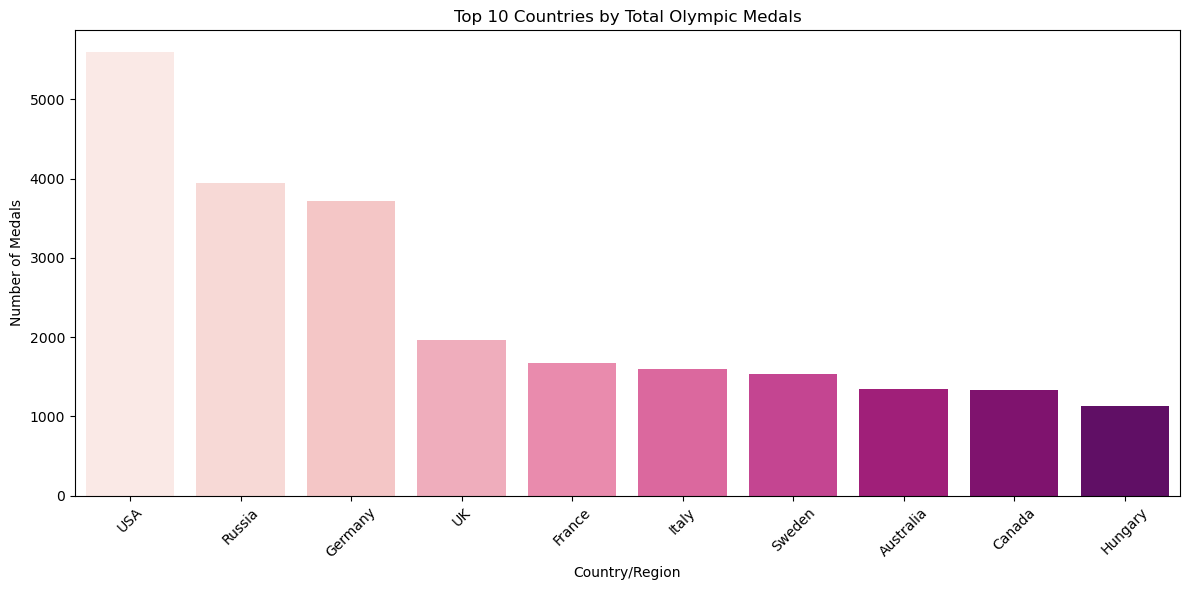 Top 10 Countries by Total Olympic Medals
Number of Medals
5000
4000
3000
2000
1000
0
USA
Russia
Germany
UK
France
Italy
Sweden
Australia
Canada
Hungary
Country/Region